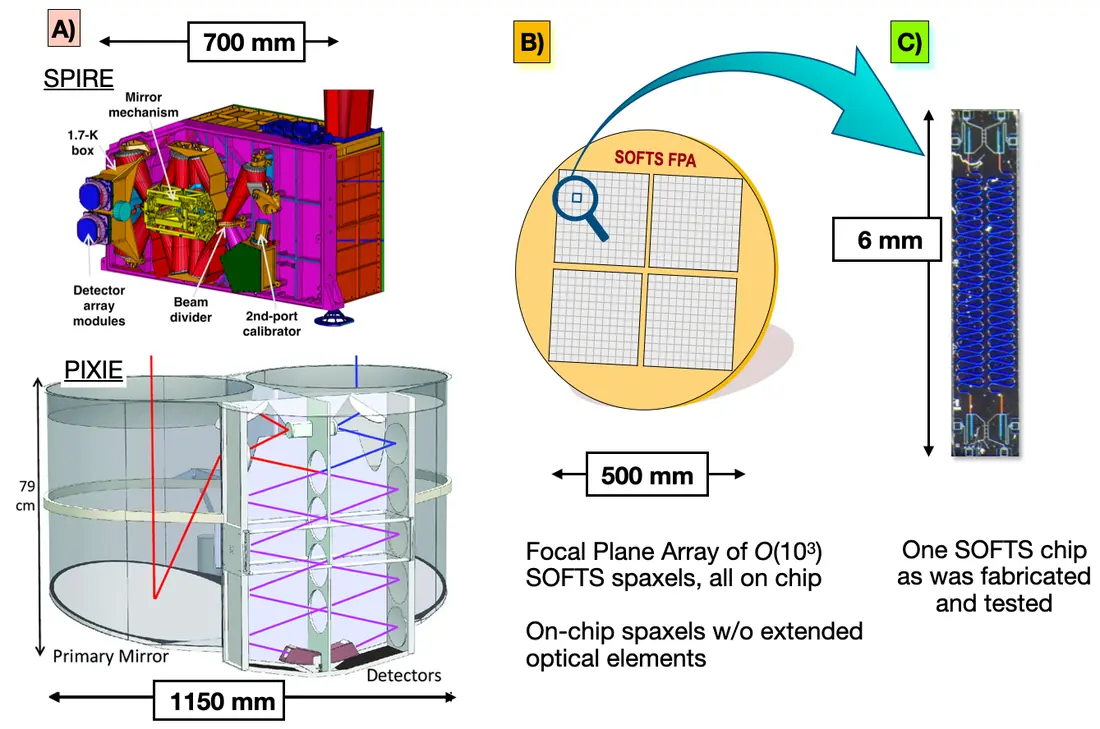 A)
700 mm
SPIRE
Mirror
mechanism
1.7-K
box
Detector
array
modules
Beam
divider
2nd-port
calibrator
PIXIE
79
cm
Primary Mirror
Detectors
1150 mm
B)
SOFTS FPA
500 mm
Focal Plane Array of O(10³)
SOFTS spaxels, all on chip
On-chip spaxels w/o extended
optical elements
C)
6 mm
One SOFTS chip
as was fabricated
and tested